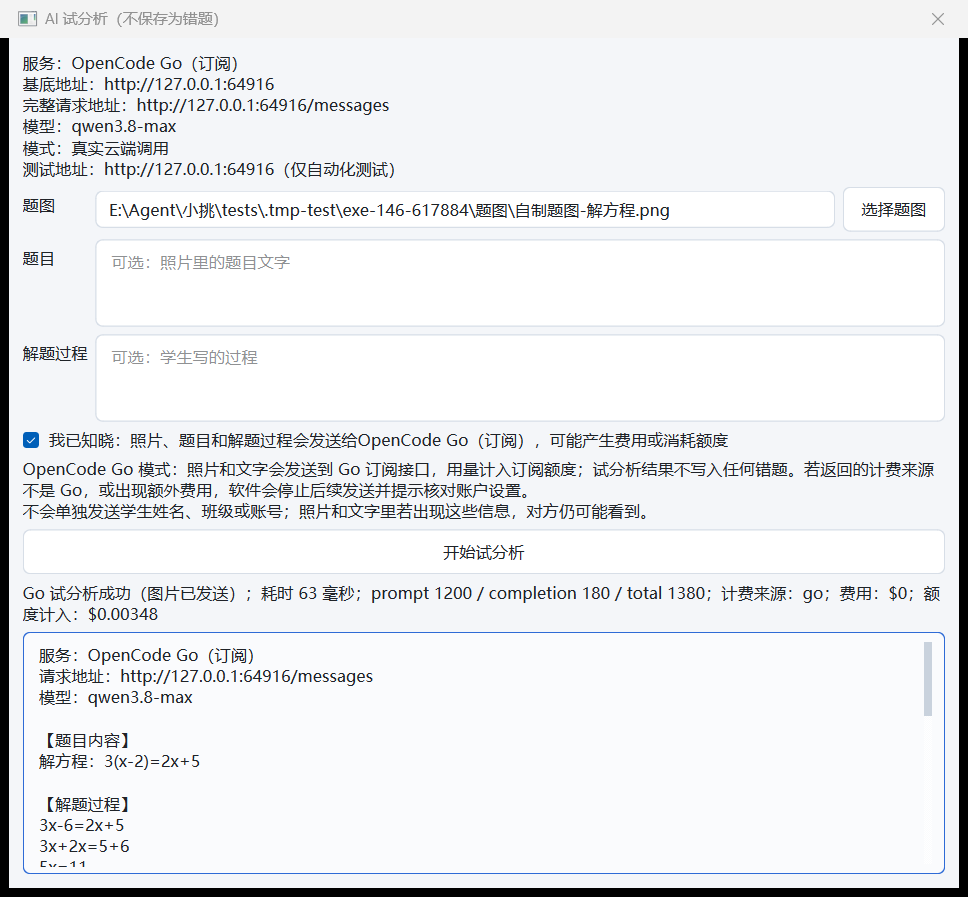 AI 试分析（不保存为错题）
服务：OpenCode Go（订阅）
基底地址：http://127.0.0.1:64916
完整请求地址：http://127.0.0.1:64916/messages
模型：qwen3.8-max
模式：真实云端调用
测试地址：http://127.0.0.1:64916（仅自动化测试）
题图 E:\Agent\小挑\tests\.tmp-test\exe-146-617884\题图\自制题图-解方程.png 选择题图
题目 可选：照片里的题目文字
解题过程 可选：学生写的过程
我已知晓：照片、题目和解题过程会发送给OpenCode Go（订阅），可能产生费用或消耗额度
OpenCode Go 模式：照片和文字会发送到 Go 订阅接口，用量计入订阅额度；试分析结果不写入任何错题。若返回的计费来源
不是 Go，或出现额外费用，软件会停止后续发送并提示核对账户设置。
不会单独发送学生姓名、班级或账号；照片和文字里若出现这些信息，对方仍可能看到。
开始试分析
Go 试分析成功（图片已发送）；耗时 63 毫秒；prompt 1200 / completion 180 / total 1380；计费来源：go；费用：$0；额
度计入：$0.00348
服务：OpenCode Go（订阅）
请求地址：http://127.0.0.1:64916/messages
模型：qwen3.8-max
【题目内容】
解方程：3(x-2)=2x+5
【解题过程】
3x-6=2x+5
3x+2x=5+6
5x=11